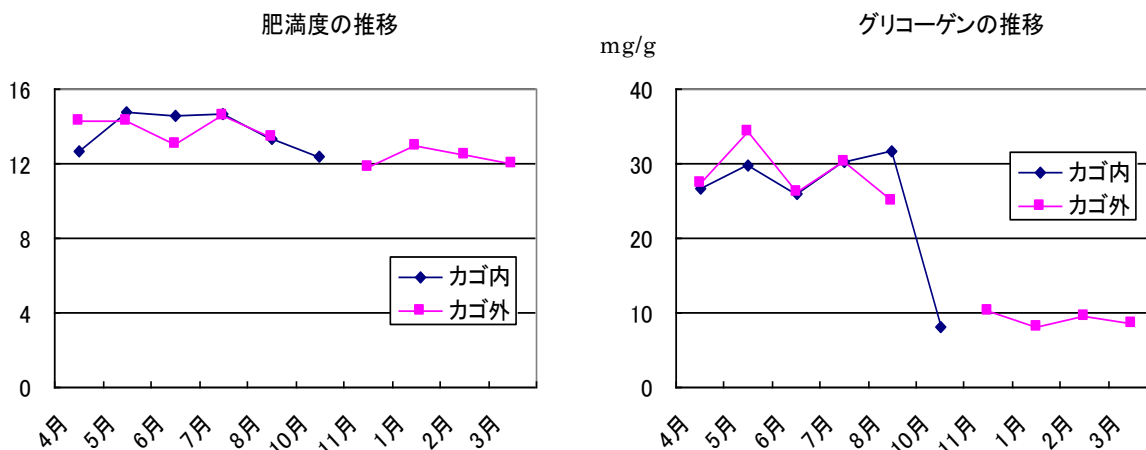 肥満度の推移
16
12
8
4
0
4月
5月
6月
7月
8月
10月
11月
1月
2月
3月
カゴ内
カゴ外
グリコーゲンの推移
mg/g
40
30
20
10
0
4月
5月
6月
7月
8月
10月
11月
1月
2月
3月
カゴ内
カゴ外